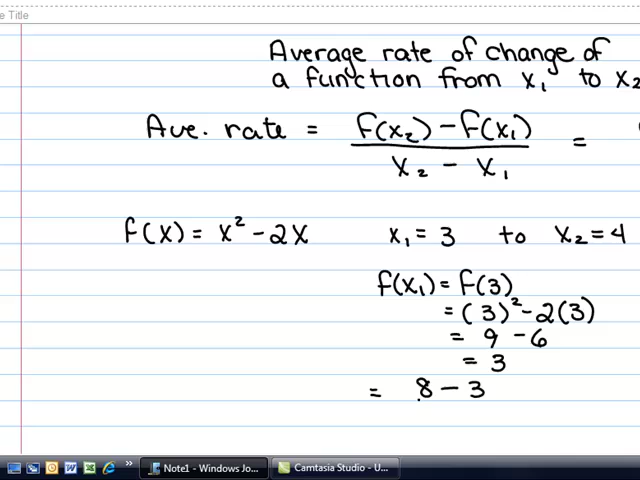 e Title
Average rate of change of
a function from x₁ to x₂
Ave. rate = f(x₂) - f(x₁) / x₂ - x₁ =
f(x) = x² - 2x x₁ = 3 to x₂ = 4
f(x₁) = f(3)
= (3)² - 2(3)
= 9 - 6
= 3
= 8 - 3
» Note1 - Windows Jo... Camtasia Studio - U...